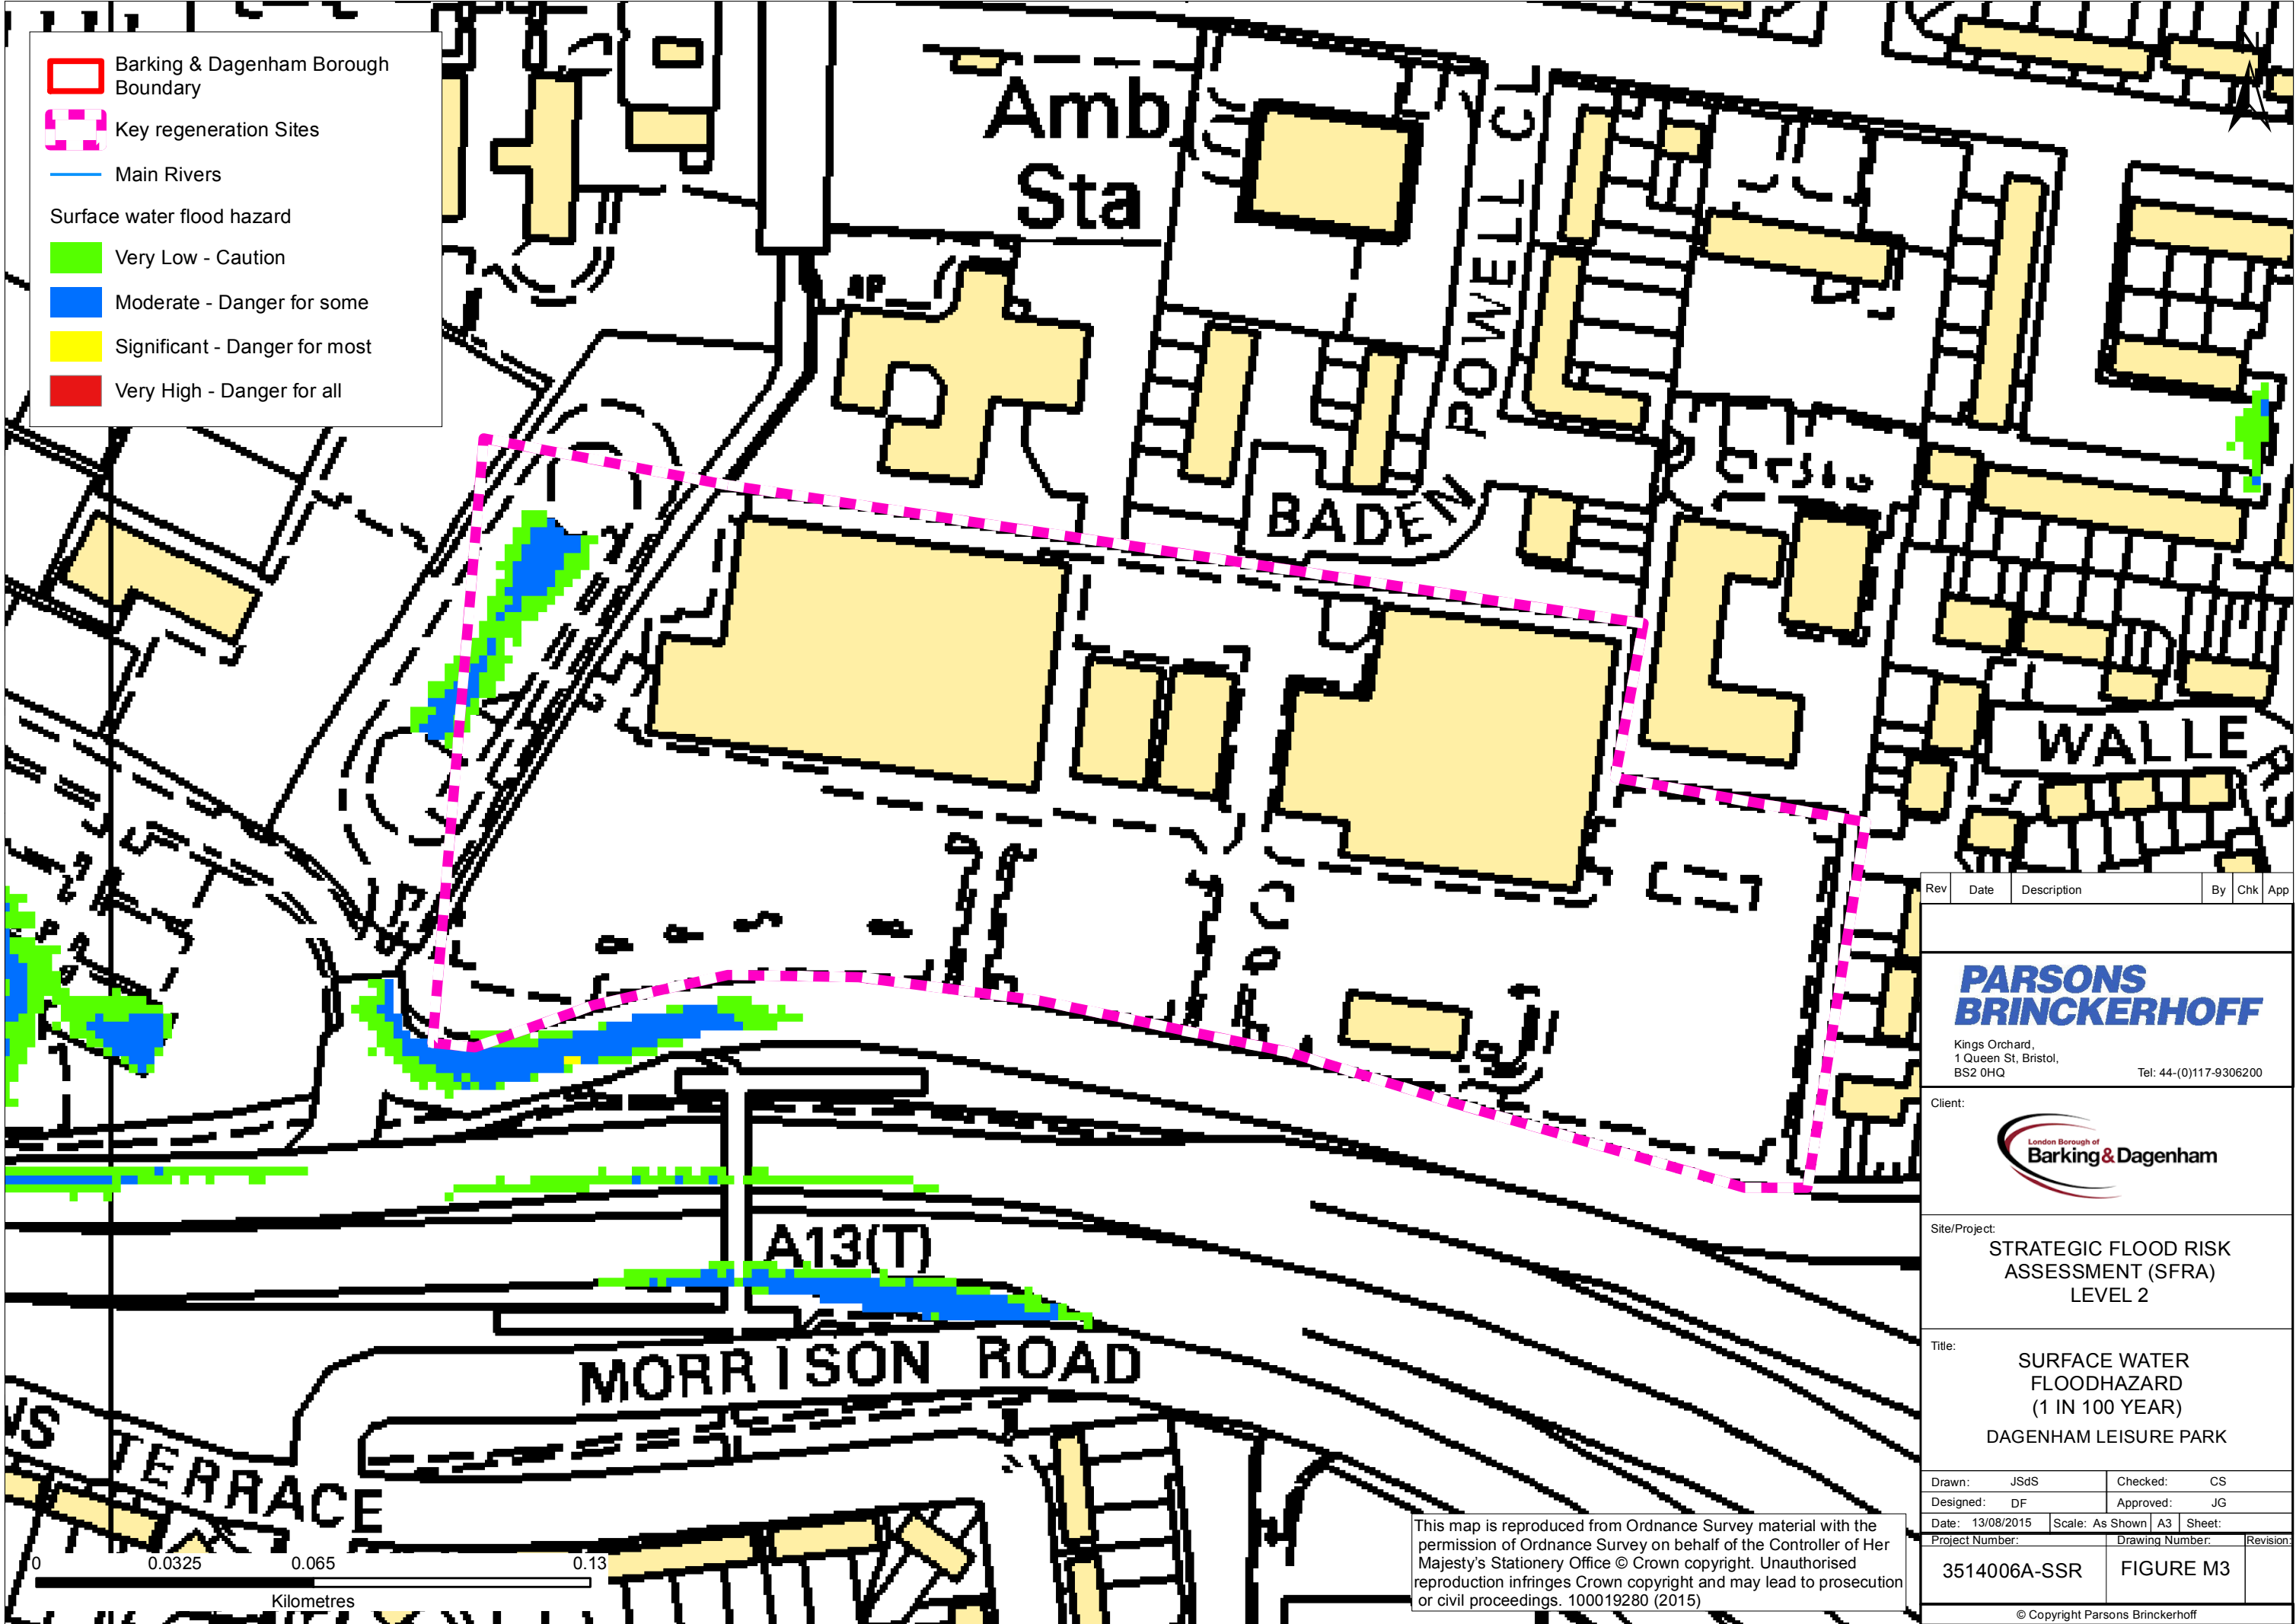 Barking & Dagenham Borough
Boundary
Key regeneration Sites
Main Rivers
Surface water flood hazard
Very Low - Caution
Moderate - Danger for some
Significant - Danger for most
Very High - Danger for all
Amb
Sta
POWELL CL
BADEN
WALLE RD
A13(T)
MORRISON ROAD
NS TERRACE
0 0.0325 0.065 0.13
Kilometres
This map is reproduced from Ordnance Survey material with the
permission of Ordnance Survey on behalf of the Controller of Her
Majesty's Stationery Office © Crown copyright. Unauthorised
reproduction infringes Crown copyright and may lead to prosecution
or civil proceedings. 100019280 (2015)
Rev Date Description By Chk App
PARSONS
BRINCKERHOFF
Kings Orchard,
1 Queen St, Bristol,
BS2 0HQ Tel: 44-(0)117-9306200
Client:
London Borough of
Barking&Dagenham
Site/Project:
STRATEGIC FLOOD RISK
ASSESSMENT (SFRA)
LEVEL 2
Title:
SURFACE WATER
FLOODHAZARD
(1 IN 100 YEAR)
DAGENHAM LEISURE PARK
Drawn: JSdS Checked: CS
Designed: DF Approved: JG
Date: 13/08/2015 Scale: As Shown A3 Sheet:
Project Number: Drawing Number: Revision:
3514006A-SSR FIGURE M3
© Copyright Parsons Brinckerhoff